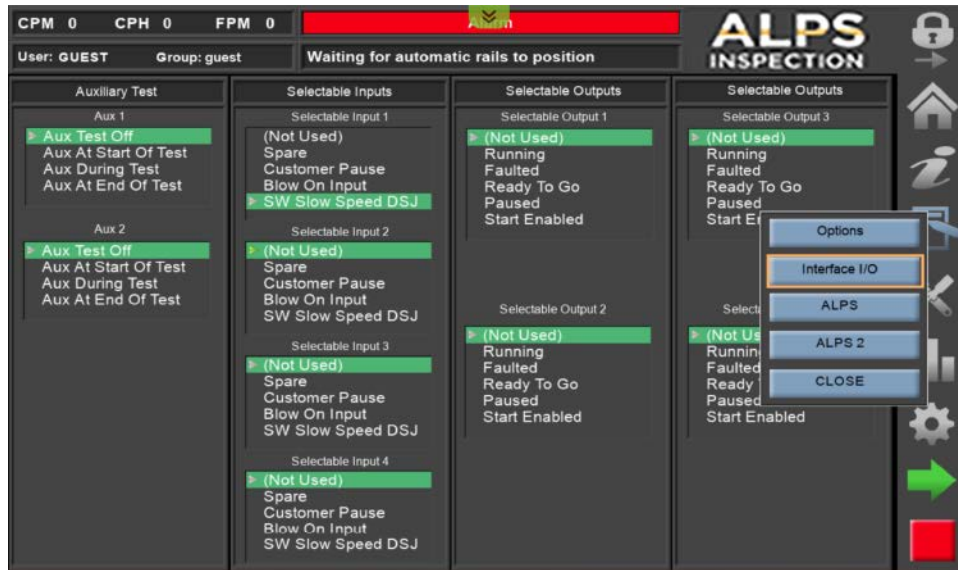 CPM 0 CPH 0 FPM 0
Alarm
ALPS
INSPECTION
User: GUEST Group: guest
Waiting for automatic rails to position
Auxiliary Test
Aux 1
Aux Test Off
Aux At Start Of Test
Aux During Test
Aux At End Of Test
Aux 2
Aux Test Off
Aux At Start Of Test
Aux During Test
Aux At End Of Test
Selectable Inputs
Selectable Input 1
(Not Used)
Spare
Customer Pause
Blow On Input
SW Slow Speed DSJ
Selectable Input 2
(Not Used)
Spare
Customer Pause
Blow On Input
SW Slow Speed DSJ
Selectable Input 3
(Not Used)
Spare
Customer Pause
Blow On Input
SW Slow Speed DSJ
Selectable Input 4
(Not Used)
Spare
Customer Pause
Blow On Input
SW Slow Speed DSJ
Selectable Outputs
Selectable Output 1
(Not Used)
Running
Faulted
Ready To Go
Paused
Start Enabled
Selectable Output 2
(Not Used)
Running
Faulted
Ready To Go
Paused
Start Enabled
Selectable Outputs
Selectable Output 3
(Not Used)
Running
Faulted
Ready To Go
Paused
Start
(Not
Faulted
Ready
Paused
Start Enabled
Options
Interface I/O
ALPS
ALPS 2
CLOSE